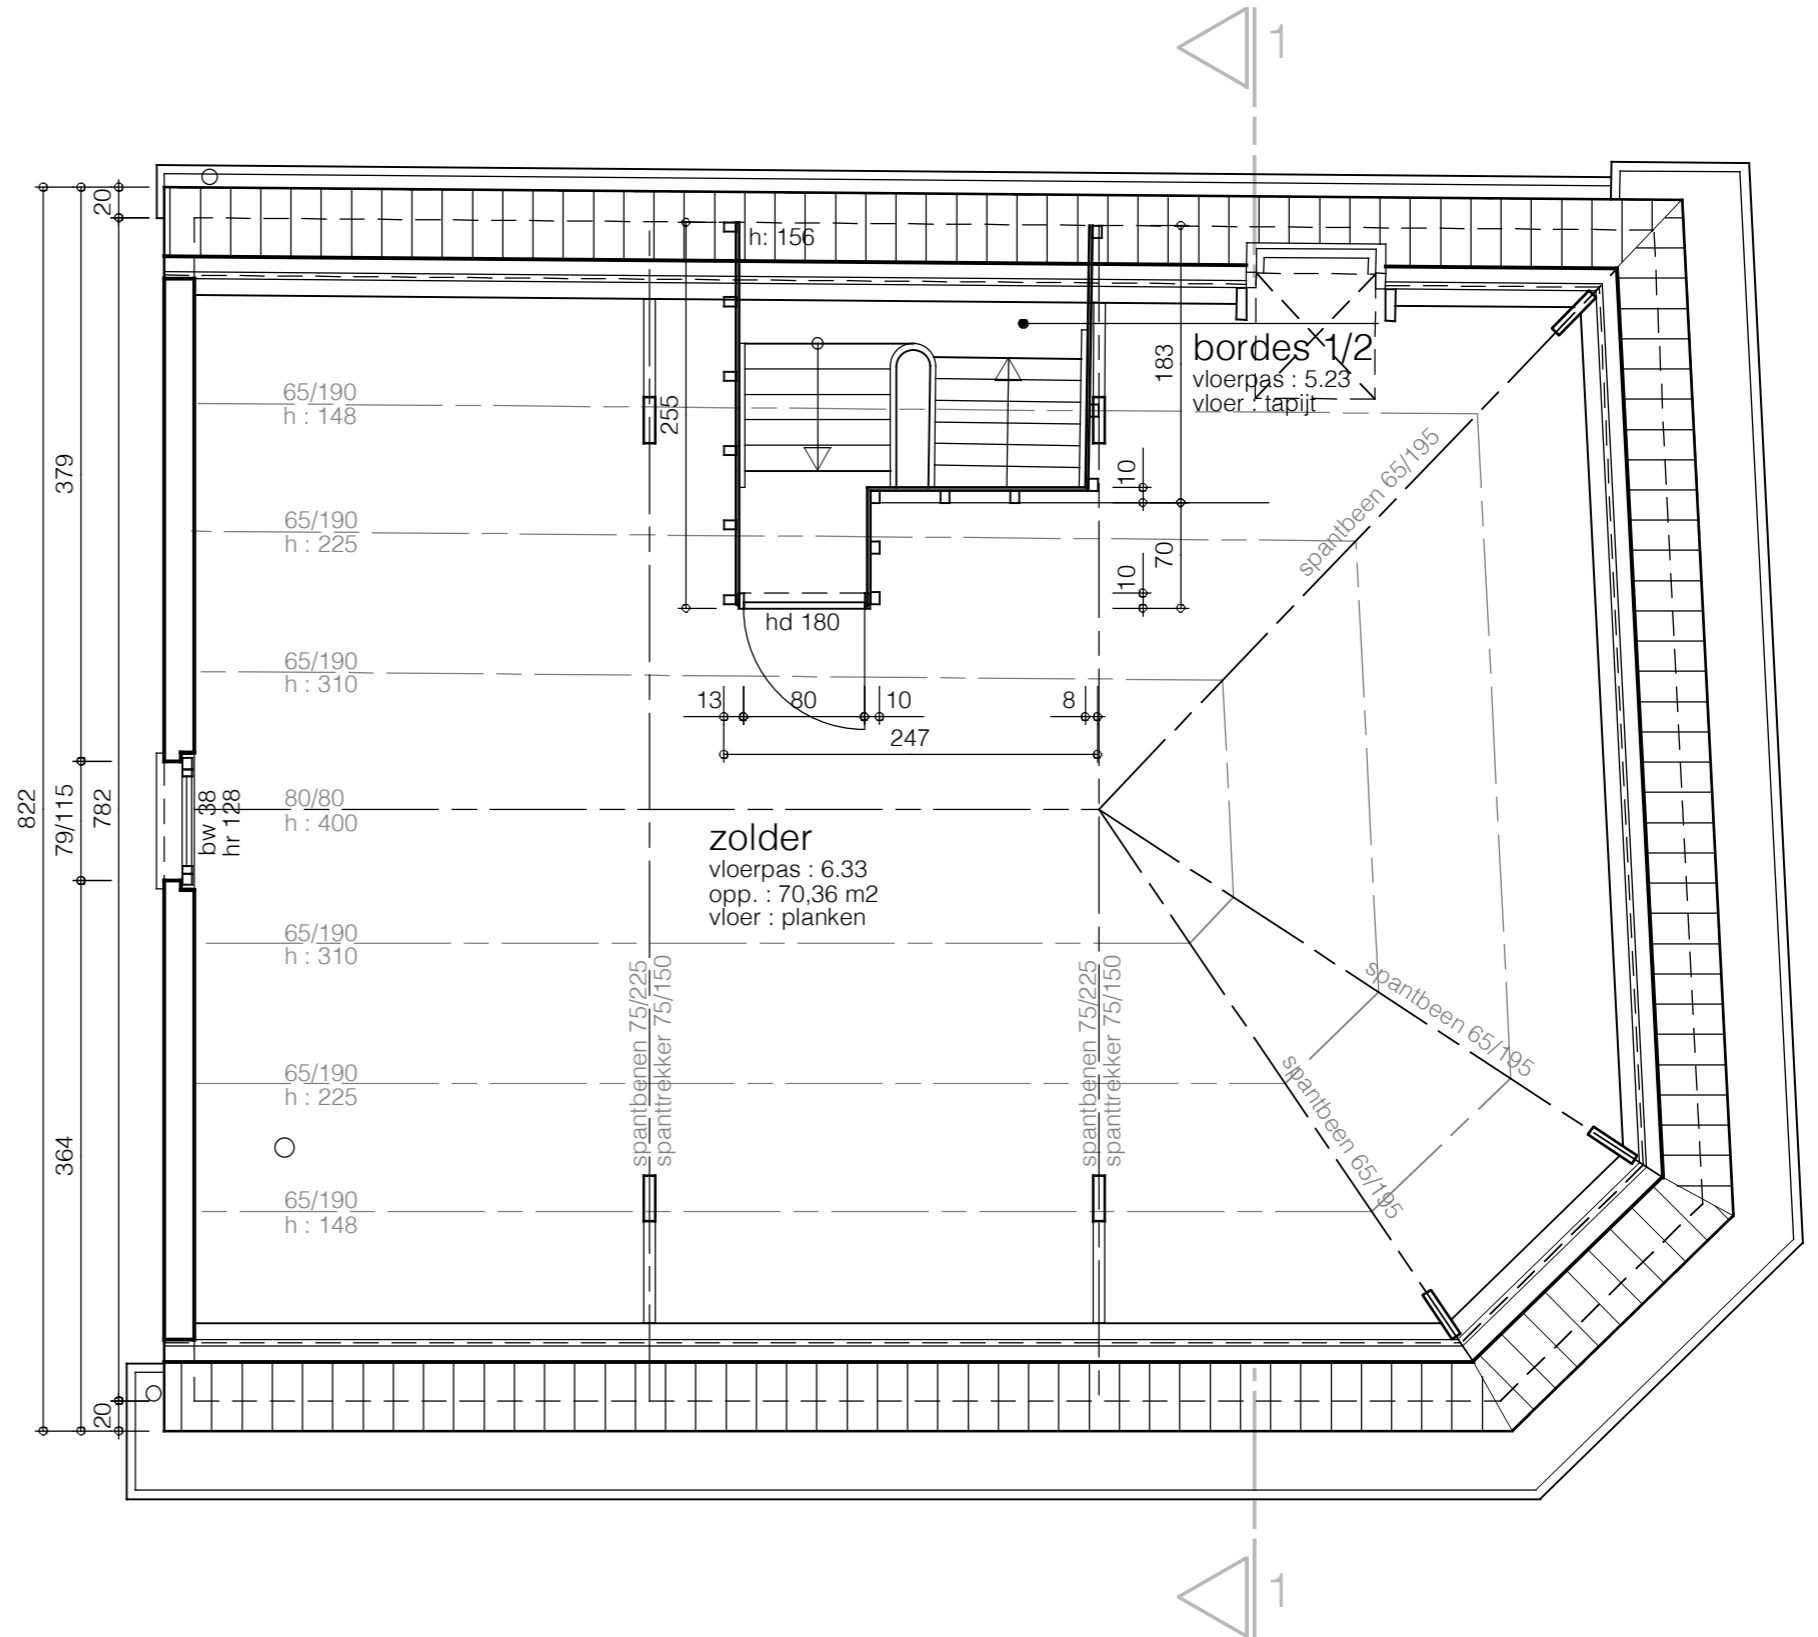 1
20
h: 156
bordes 1/2
vloerpas : 5.23
vloer : tapijt
183
255
65/190
h : 148
379
10
spantbeen 65/195
65/190
h : 225
70
10
hd 180
65/190
h : 310
13
80
10
8
247
822
79/115
782
bw 38
hr 128
80/80
h : 400
zolder
vloerpas : 6.33
opp. : 70,36 m2
vloer : planken
65/190
h : 310
spantbenen 75/225
spanttrekker 75/150
spantbenen 75/225
spanttrekker 75/150
spantbeen 65/195
spantbeen 65/195
65/190
h : 225
364
65/190
h : 148
20
1